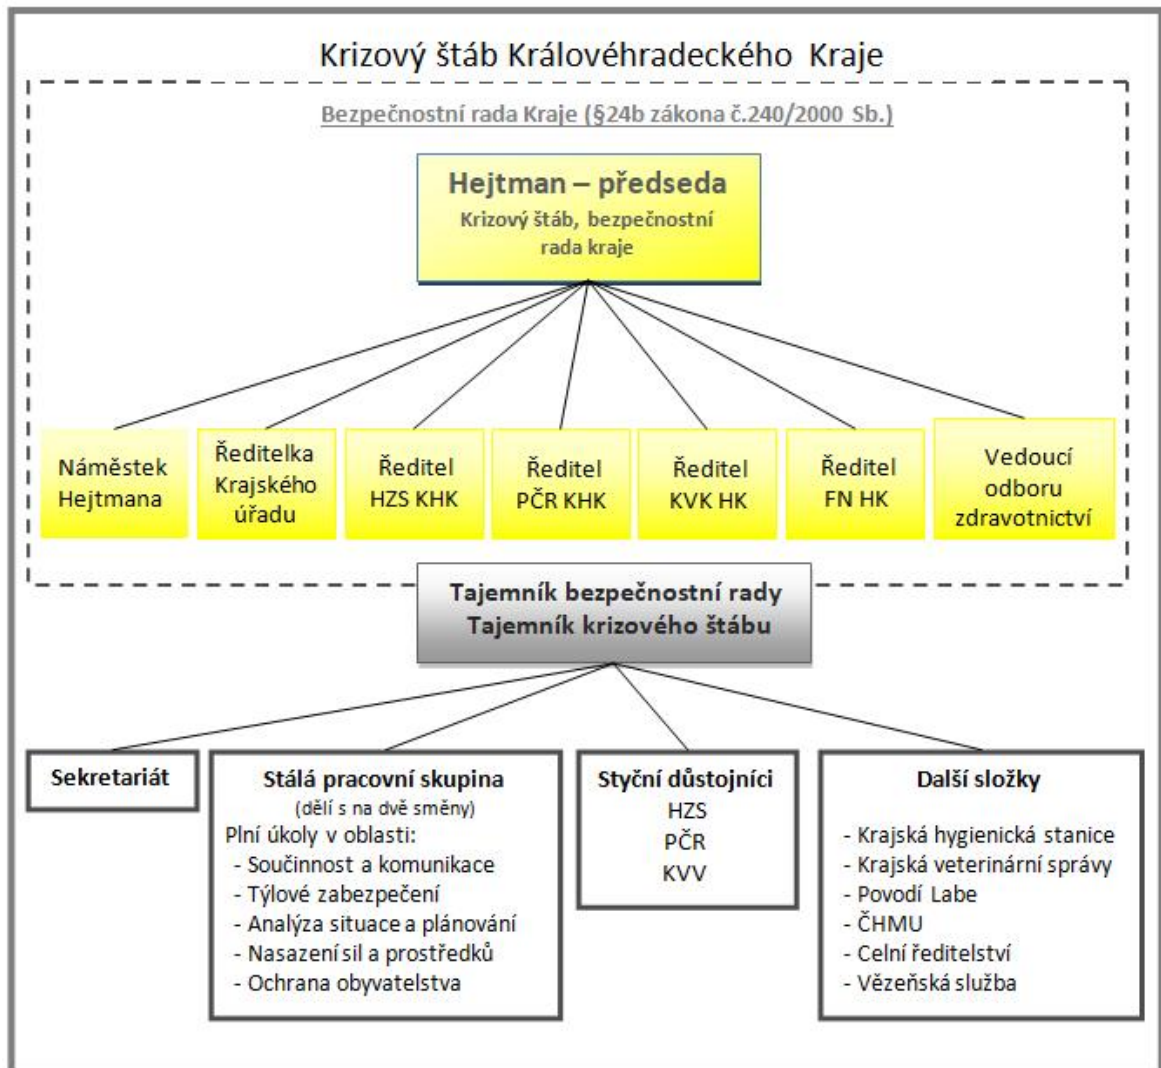 Krizový štáb Královéhradeckého Kraje
Bezpečnostní rada Kraje (§24b zákona č.240/2000 Sb.)
Hejtman – předseda
Krizový štáb, bezpečnostní
rada kraje
Náměstek
Hejtmana
Ředitelka
Krajského
úřadu
Ředitel
HZS KHK
Ředitel
PČR KHK
Ředitel
KVK HK
Ředitel
FN HK
Vedoucí
odboru
zdravotnictví
Tajemník bezpečnostní rady
Tajemník krizového štábu
Sekretariát
Stálá pracovní skupina
(dělí s na dvě směny)
Plní úkoly v oblasti:
- Součinnost a komunikace
- Týlové zabezpečení
- Analýza situace a plánování
- Nasazení sil a prostředků
- Ochrana obyvatelstva
Styční důstojníci
HZS
PČR
KVV
Další složky
- Krajská hygienická stanice
- Krajská veterinární správy
- Povodí Labe
- ČHMU
- Celní ředitelství
- Vězeňská služba